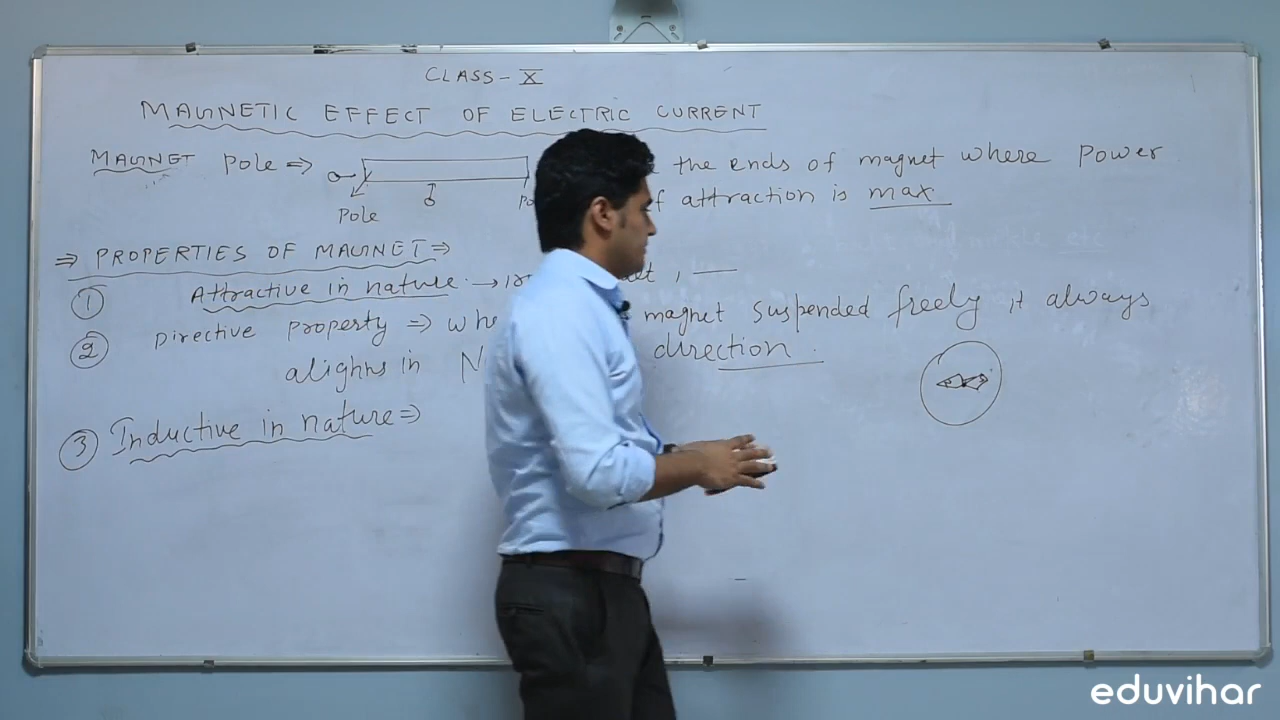 CLASS - X
MAGNETIC EFFECT OF ELECTRIC CURRENT
MAGNET Pole ⇒ the ends of magnet where Power
Pole of attraction is max.
⇒ PROPERTIES OF MAGNET ⇒
① Attractive in nature. →
② Directive property ⇒ magnet suspended freely it always
alighns in N direction.
③ Inductive in nature ⇒
eduvihar